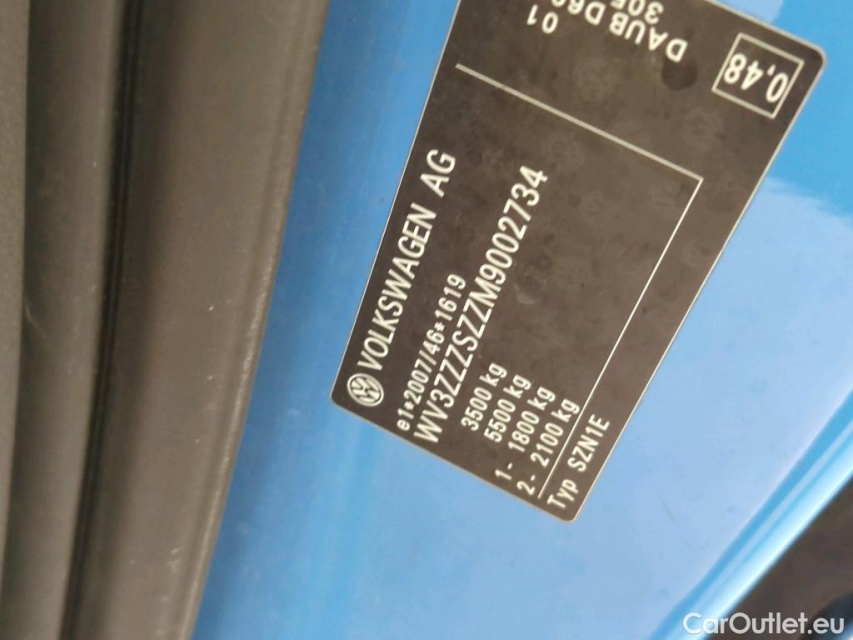 VOLKSWAGEN AG
e1*2007/46*1619
WV3ZZZSZZM9002734
3500 kg
5500 kg
1- 1800 kg
2- 2100 kg
Typ SZN1E
01
DAUB
0,48
CarOutlet.eu